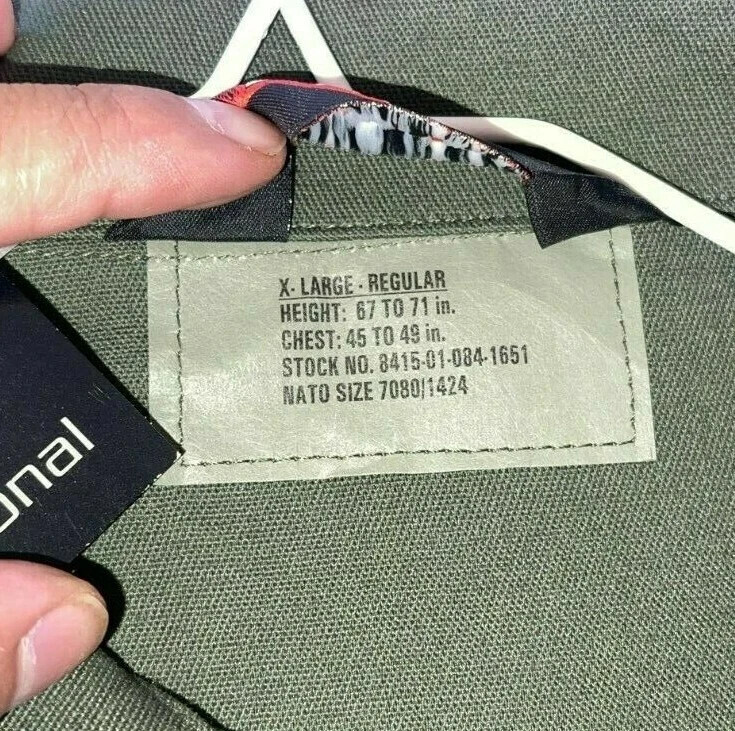 X- LARGE - REGULAR
HEIGHT: 67 TO 71 in.
CHEST: 45 TO 49 in.
STOCK NO. 8415-01-084-1651
NATO SIZE 7080/1424
onal